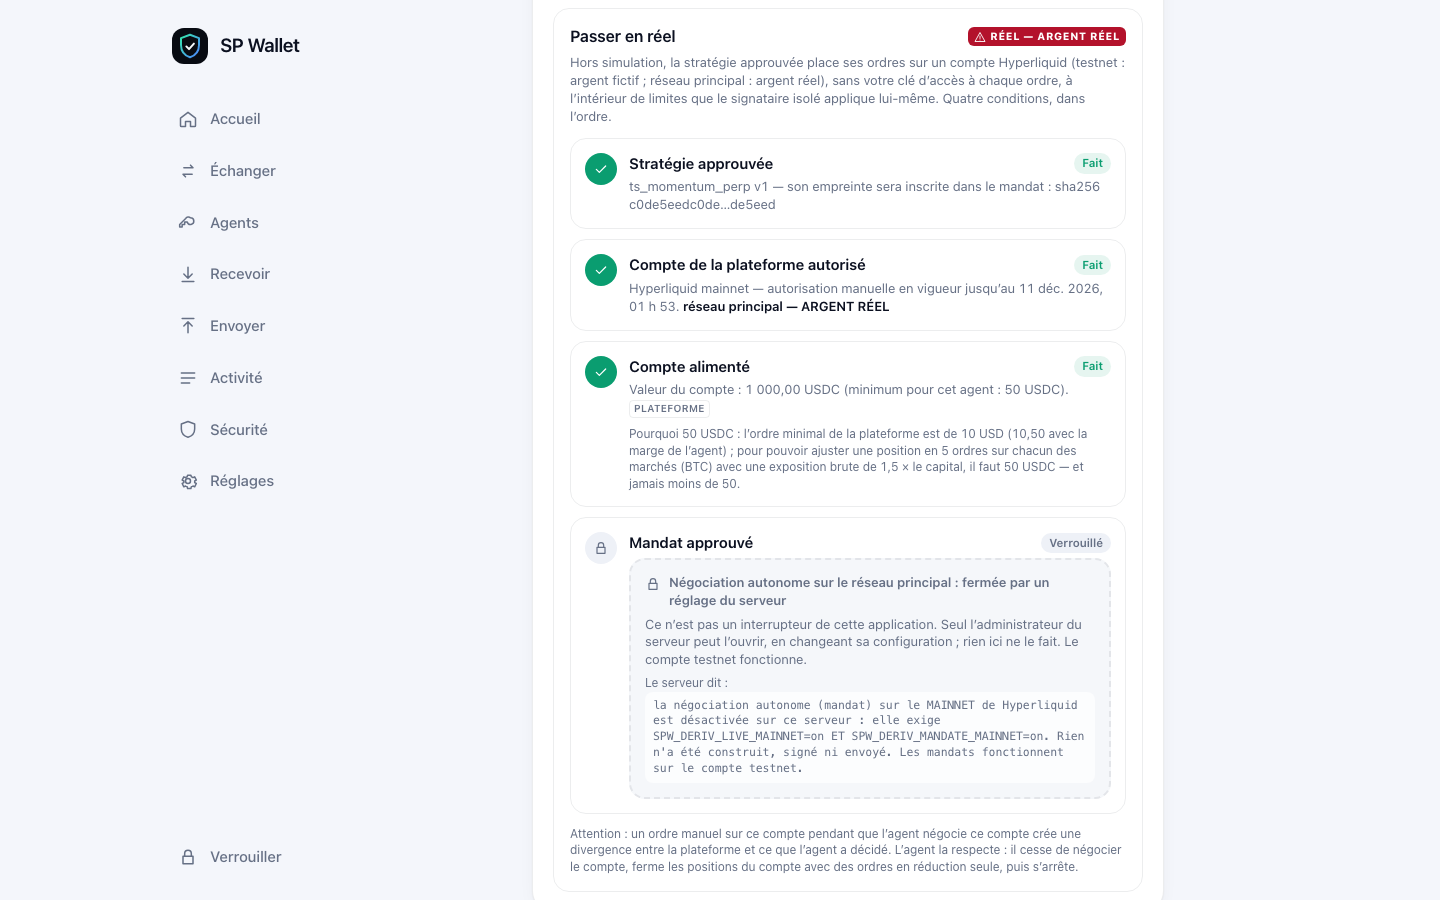 SP Wallet
Accueil
Échanger
Agents
Recevoir
Envoyer
Activité
Sécurité
Réglages
Verrouiller
Passer en réel
⚠ RÉEL — ARGENT RÉEL
Hors simulation, la stratégie approuvée place ses ordres sur un compte Hyperliquid (testnet :
argent fictif ; réseau principal : argent réel), sans votre clé d’accès à chaque ordre, à
l’intérieur de limites que le signataire isolé applique lui-même. Quatre conditions, dans
l’ordre.
Stratégie approuvée
Fait
ts_momentum_perp v1 — son empreinte sera inscrite dans le mandat : sha256
c0de5eedc0de…de5eed
Compte de la plateforme autorisé
Fait
Hyperliquid mainnet — autorisation manuelle en vigueur jusqu’au 11 déc. 2026,
01 h 53. réseau principal — ARGENT RÉEL
Compte alimenté
Fait
Valeur du compte : 1 000,00 USDC (minimum pour cet agent : 50 USDC).
PLATEFORME
Pourquoi 50 USDC : l’ordre minimal de la plateforme est de 10 USD (10,50 avec la
marge de l’agent) ; pour pouvoir ajuster une position en 5 ordres sur chacun des
marchés (BTC) avec une exposition brute de 1,5 × le capital, il faut 50 USDC — et
jamais moins de 50.
Mandat approuvé
Verrouillé
Négociation autonome sur le réseau principal : fermée par un
réglage du serveur
Ce n’est pas un interrupteur de cette application. Seul l’administrateur du
serveur peut l’ouvrir, en changeant sa configuration ; rien ici ne le fait. Le
compte testnet fonctionne.
Le serveur dit :
la négociation autonome (mandat) sur le MAINNET de Hyperliquid
est désactivée sur ce serveur : elle exige
SPW_DERIV_LIVE_MAINNET=on ET SPW_DERIV_MANDATE_MAINNET=on. Rien
n'a été construit, signé ni envoyé. Les mandats fonctionnent
sur le compte testnet.
Attention : un ordre manuel sur ce compte pendant que l’agent négocie ce compte crée une
divergence entre la plateforme et ce que l’agent a décidé. L’agent la respecte : il cesse de négocier
le compte, ferme les positions du compte avec des ordres en réduction seule, puis s’arrête.